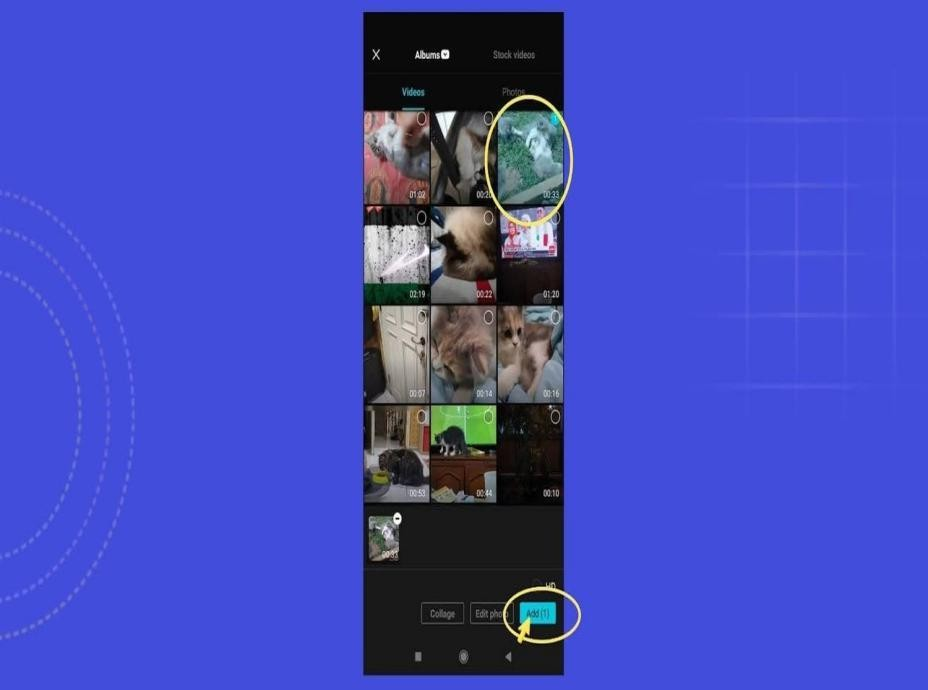 X Albums Stock videos
Videos Photos
01:02 00:20 00:33
02:19 00:22 01:20
00:07 00:14 00:16
00:53 00:44 00:10
00:33
HD
Collage Edit photo Add (1)